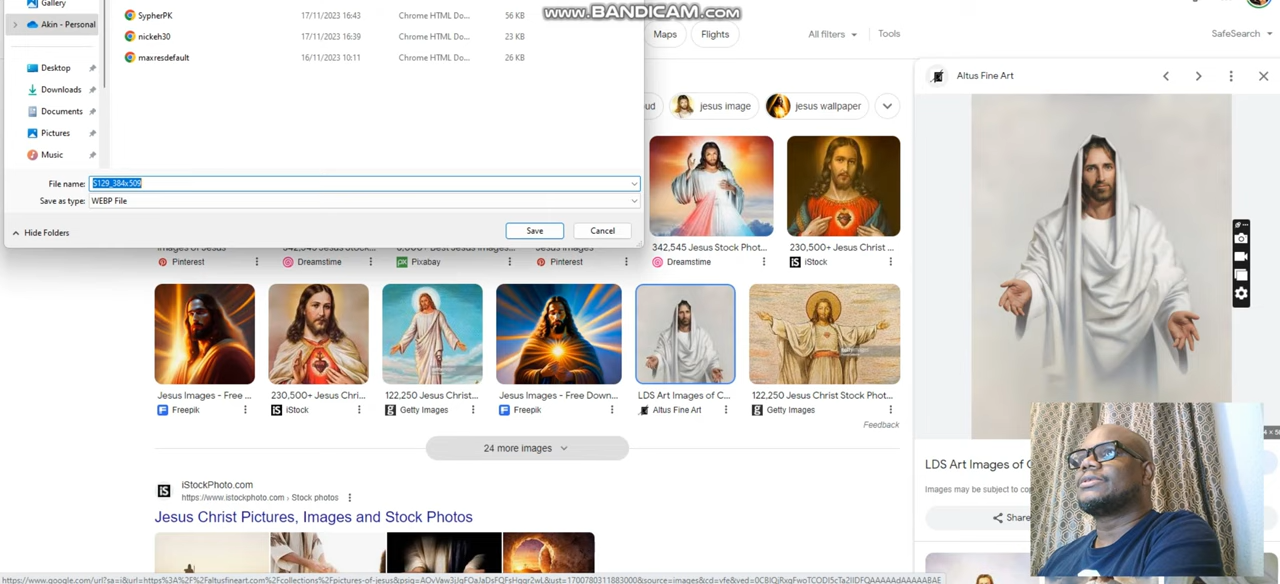 Gallery
SypherPK 17/11/2023 16:43 Chrome HTML Do... 56 KB
www.BANDICAM.com
Akin - Personal
nickeh30 17/11/2023 16:39 Chrome HTML Do... 23 KB
Maps Flights All filters Tools SafeSearch
maxresdefault 16/11/2023 10:11 Chrome HTML Do... 26 KB
Desktop
Altus Fine Art
Downloads
Documents
jesus image jesus wallpaper
Pictures
Music
File name: S129_384x509
Save as type: WEBP File
Hide Folders Save Cancel
342,545 Jesus Stock Phot... 230,500+ Jesus Christ ...
Pinterest Dreamstime Pixabay Pinterest Dreamstime iStock
Jesus Images - Free ... 230,500+ Jesus Chri... 122,250 Jesus Christ... Jesus Images - Free Down... LDS Art Images of C... 122,250 Jesus Christ Stock Phot...
Freepik iStock Getty Images Freepik Altus Fine Art Getty Images
Feedback
24 more images
LDS Art Images of C
Images may be subject to cop
Share
iStockPhoto.com
https://www.istockphoto.com › Stock photos
Jesus Christ Pictures, Images and Stock Photos